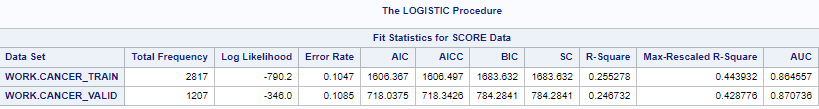 The LOGISTIC Procedure
Fit Statistics for SCORE Data
Data Set Total Frequency Log Likelihood Error Rate AIC AICC BIC SC R-Square Max-Rescaled R-Square AUC
WORK.CANCER_TRAIN 2817 -790.2 0.1047 1606.367 1606.497 1683.632 1683.632 0.255278 0.443932 0.864557
WORK.CANCER_VALID 1207 -346.0 0.1085 718.0375 718.3426 784.2841 784.2841 0.246732 0.428776 0.870736